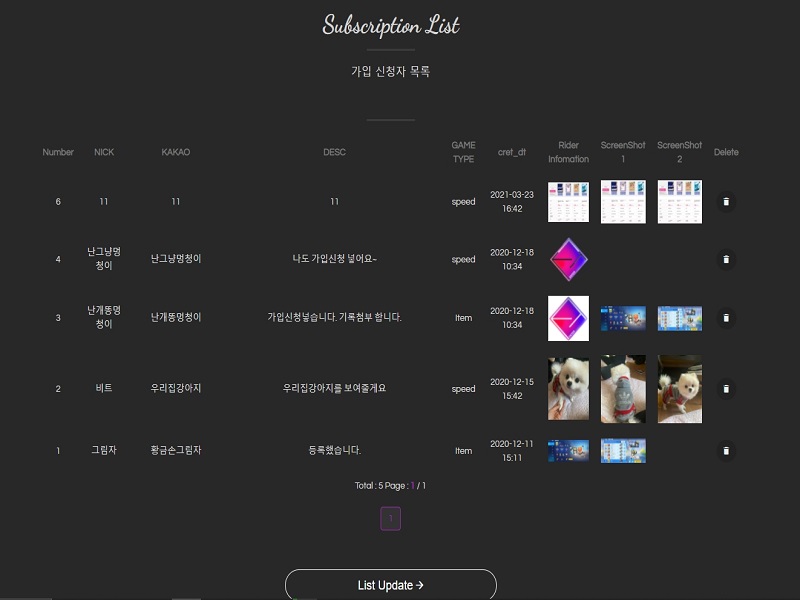 Subscription List
가입 신청자 목록
Number NICK KAKAO DESC GAME TYPE cret_dt Rider Infomation ScreenShot 1 ScreenShot 2 Delete
6 11 11 11 speed 2021-03-23 16:42
4 난그냥멍청이 난그냥멍청이 나도 가입신청 넣어요~ speed 2020-12-18 10:34
3 난개똥멍청이 난개똥멍청이 가입신청넣습니다. 기록첨부 합니다. Item 2020-12-18 10:34
2 비트 우리집강아지 우리집강아지를 보여줄게요 speed 2020-12-15 15:42
1 그림자 황금손그림자 등록했습니다. Item 2020-12-11 15:11
Total : 5 Page : 1 / 1
1
List Update →